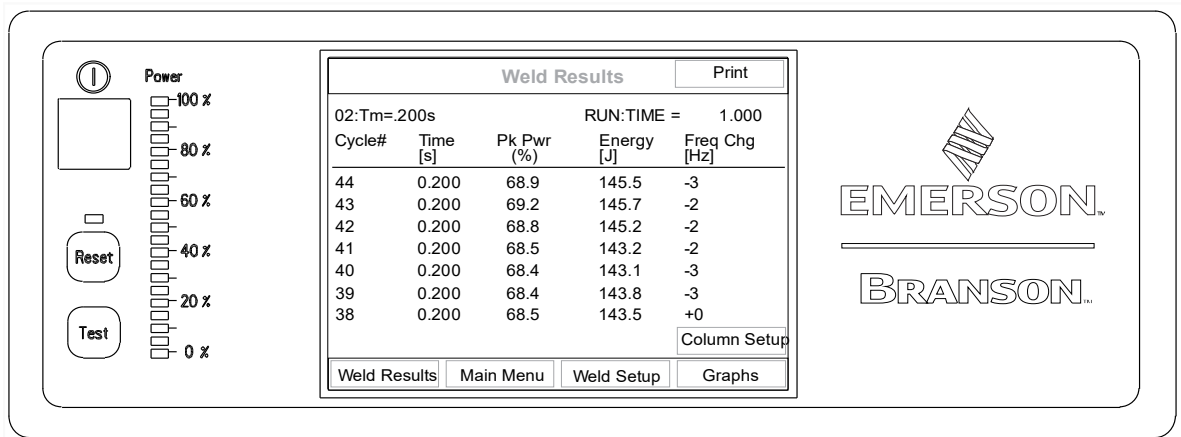 Power
100 %
80 %
60 %
40 %
20 %
0 %
Reset
Test
Weld Results
Print
02:Tm=.200s RUN:TIME = 1.000
Cycle# Time Pk Pwr Energy Freq Chg
[s] (%) [J] [Hz]
44 0.200 68.9 145.5 -3
43 0.200 69.2 145.7 -2
42 0.200 68.8 145.2 -2
41 0.200 68.5 143.2 -2
40 0.200 68.4 143.1 -3
39 0.200 68.4 143.8 -3
38 0.200 68.5 143.5 +0
Column Setup
Weld Results Main Menu Weld Setup Graphs
EMERSON™
BRANSON™